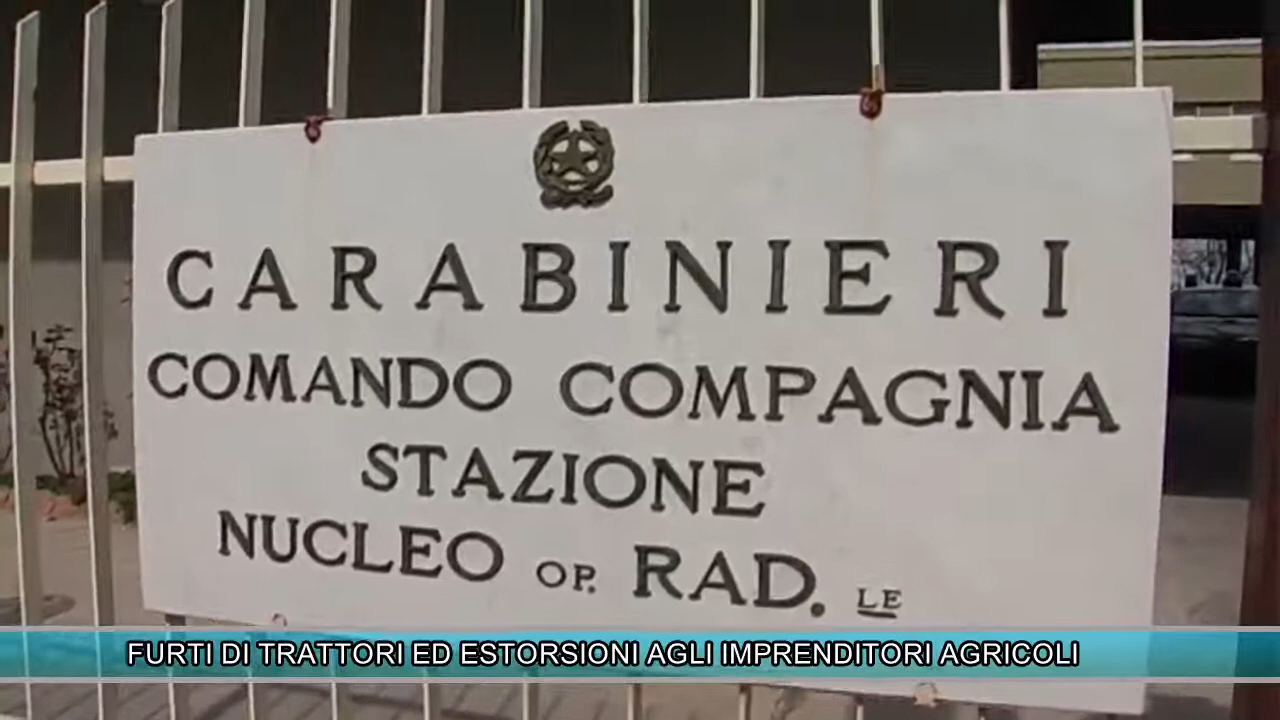 CARABINIERI
COMANDO COMPAGNIA
STAZIONE
NUCLEO OP. RAD. LE
FURTI DI TRATTORI ED ESTORSIONI AGLI IMPRENDITORI AGRICOLI